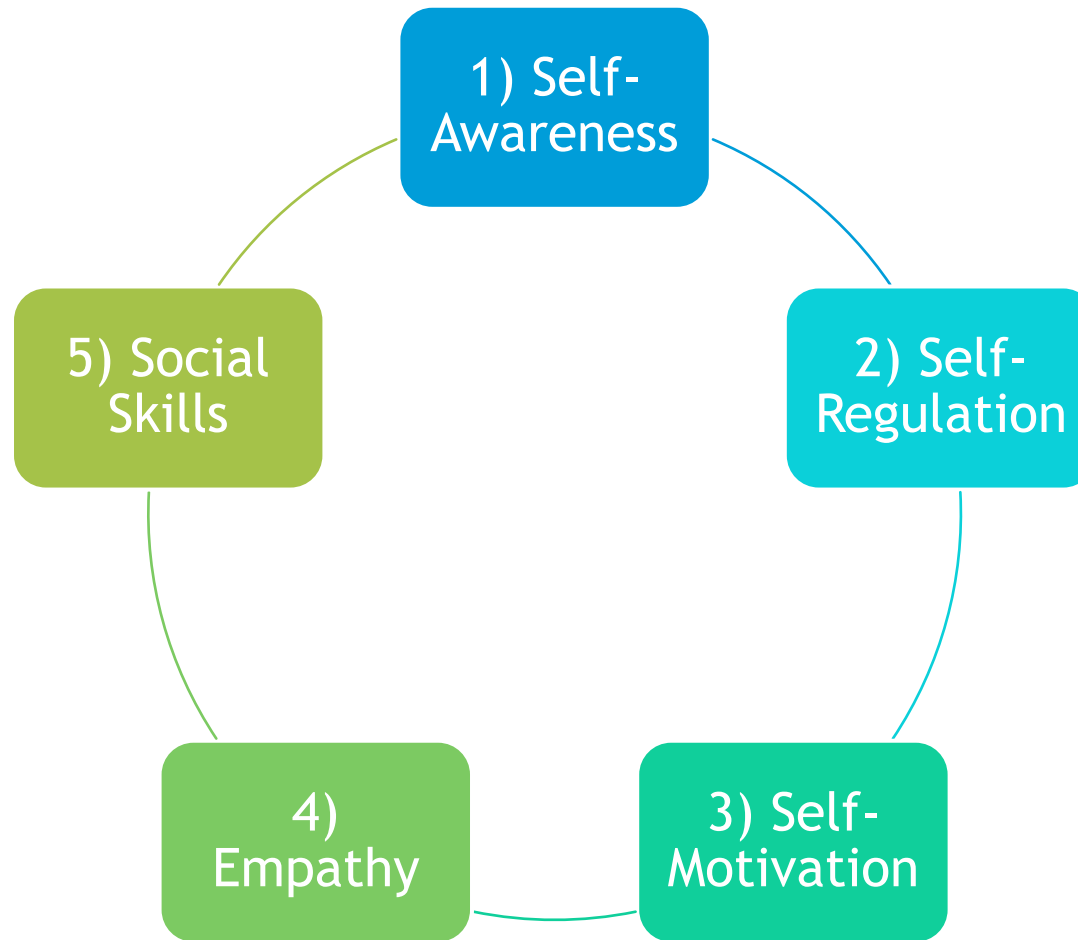 1) Self-
Awareness
2) Self-
Regulation
3) Self-
Motivation
4)
Empathy
5) Social
Skills